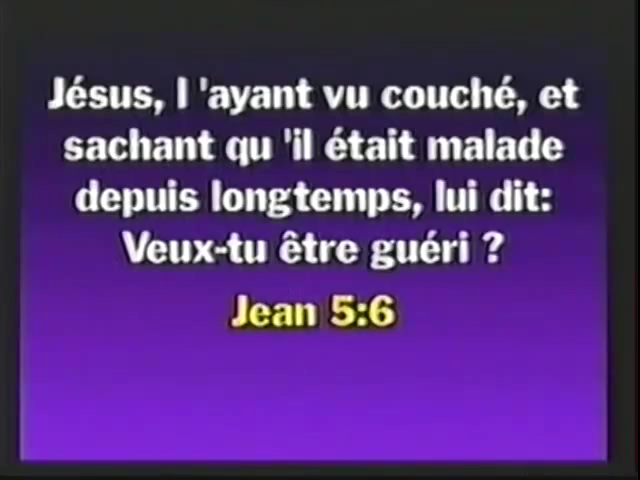 Jésus, l 'ayant vu couché, et
sachant qu 'il était malade
depuis longtemps, lui dit:
Veux-tu être guéri ?
Jean 5:6